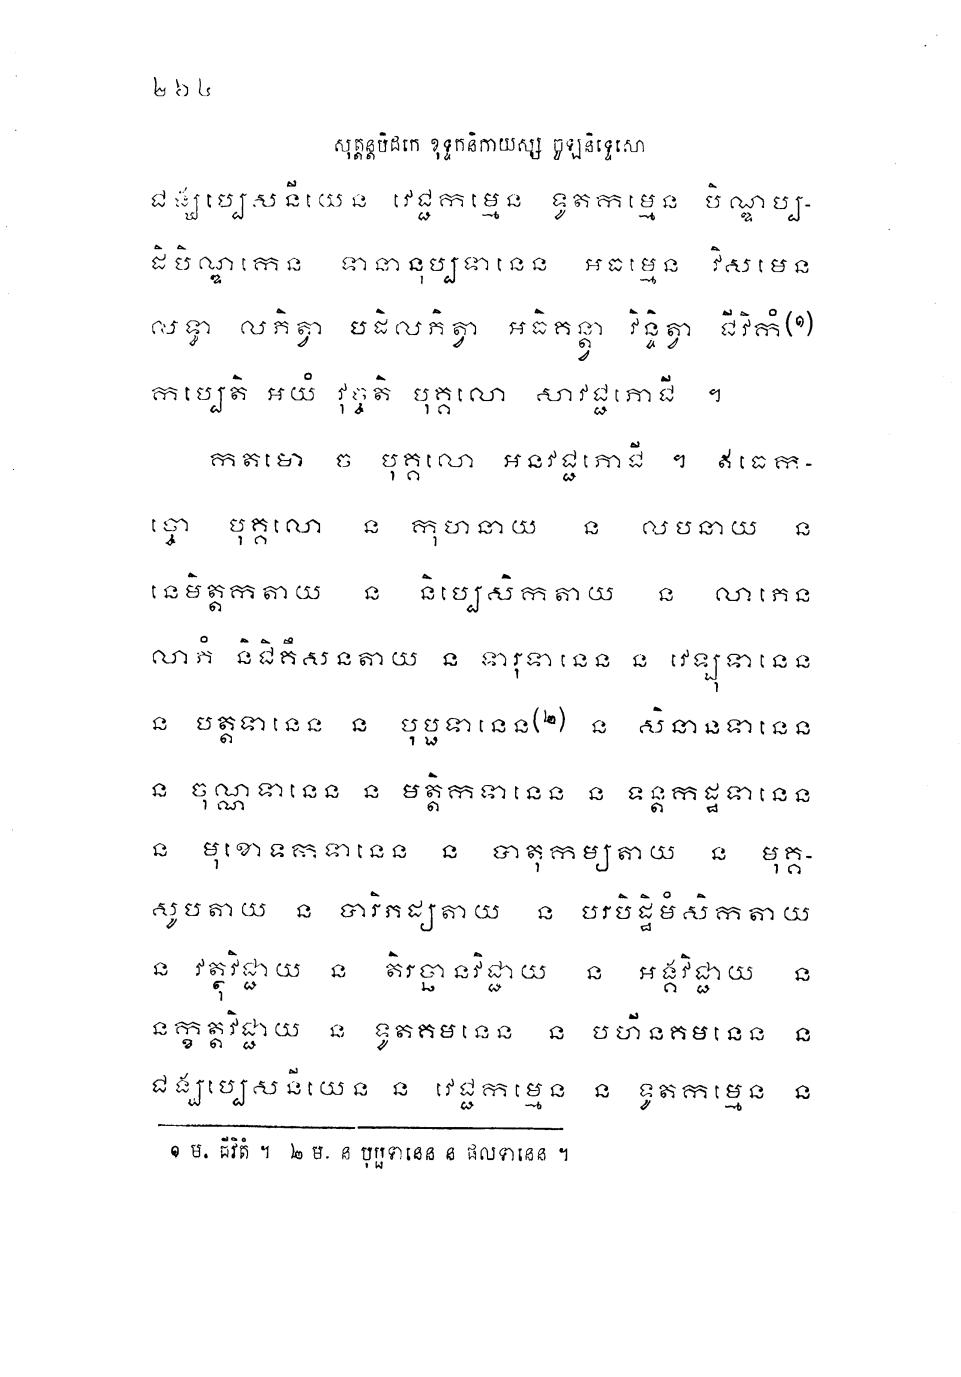 ២៦៤
សុត្តន្តបិដកេ ខុទ្ទកនិកាយស្ស ចូឡនិទ្ទេសោ
ជង្ឃប្បេសនីយេន វេជ្ជកម្មេន ទូតកម្មេន បិណ្ឌប្ប-
ដិបិណ្ឌកេន ទានានុប្បទានេន អធម្មេន វិសមេន
លទ្ធា លភិត្វា បដិលភិត្វា អធិគន្ត្វា វិន្ទិត្វា ជីវិកំ(១)
កប្បេតិ អយំ វុច្ចតិ បុគ្គលោ សាវជ្ជភោជី ។
កតមោ ច បុគ្គលោ អនវជ្ជភោជី ។ ឥធេក-
ច្ចោ បុគ្គលោ ន កុហនាយ ន លបនាយ ន
នេមិត្តកតាយ ន និប្បេសិកតាយ ន លាភេន
លាភំ និជិគឹសនតាយ ន ទារុទានេន ន វេឡុទានេន
ន បត្តទានេន ន បុប្ផទានេន(២) ន សិនានទានេន
ន ចុណ្ណទានេន ន មត្តិកទានេន ន ទន្តកដ្ឋទានេន
ន មុខោទកទានេន ន ចាតុកម្យតាយ ន មុគ្គ-
សូបតាយ ន បារិភដ្យតាយ ន បរបិដ្ឋិមំសិកតាយ
ន វត្ថុវិជ្ជាយ ន តិរច្ឆានវិជ្ជាយ ន អង្គវិជ្ជាយ ន
នក្ខត្តវិជ្ជាយ ន ទូតគមនេន ន បហីនគមនេន ន
ជង្ឃប្បេសនីយេន ន វេជ្ជកម្មេន ន ទូតកម្មេន ន
១ ម. ជីវិតំ ។ ២ ម. ន បុប្ផទានេន ន ផលទានេន ។